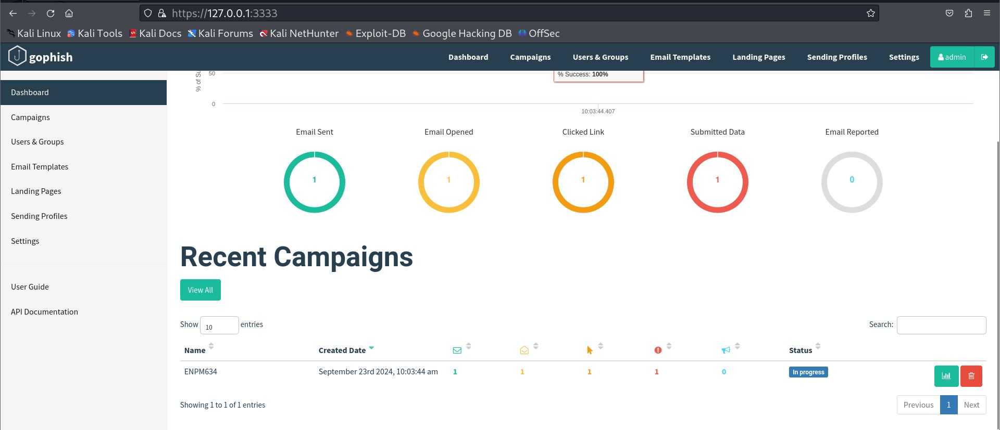 https://127.0.0.1:3333
Kali Linux Kali Tools Kali Docs Kali Forums Kali NetHunter Exploit-DB Google Hacking DB OffSec
gophish Dashboard Campaigns Users & Groups Email Templates Landing Pages Sending Profiles Settings admin
Dashboard
Campaigns
Users & Groups
Email Templates
Landing Pages
Sending Profiles
Settings
User Guide
API Documentation
% of Su
50
% Success: 100%
0
10:03:44.407
Email Sent Email Opened Clicked Link Submitted Data Email Reported
1 1 1 1 0
Recent Campaigns
View All
Show 10 entries Search:
Name Created Date Status
ENPM634 September 23rd 2024, 10:03:44 am 1 1 1 1 0 In progress
Showing 1 to 1 of 1 entries Previous 1 Next